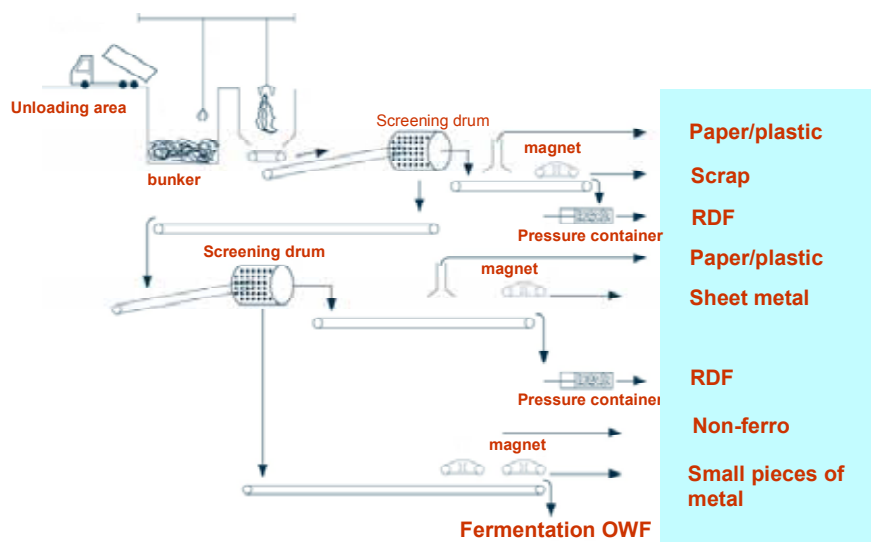 Unloading area
bunker
Screening drum
magnet
Paper/plastic
Scrap
RDF
Pressure container
Screening drum
magnet
Paper/plastic
Sheet metal
RDF
Pressure container
Non-ferro
magnet
Small pieces of
metal
Fermentation OWF